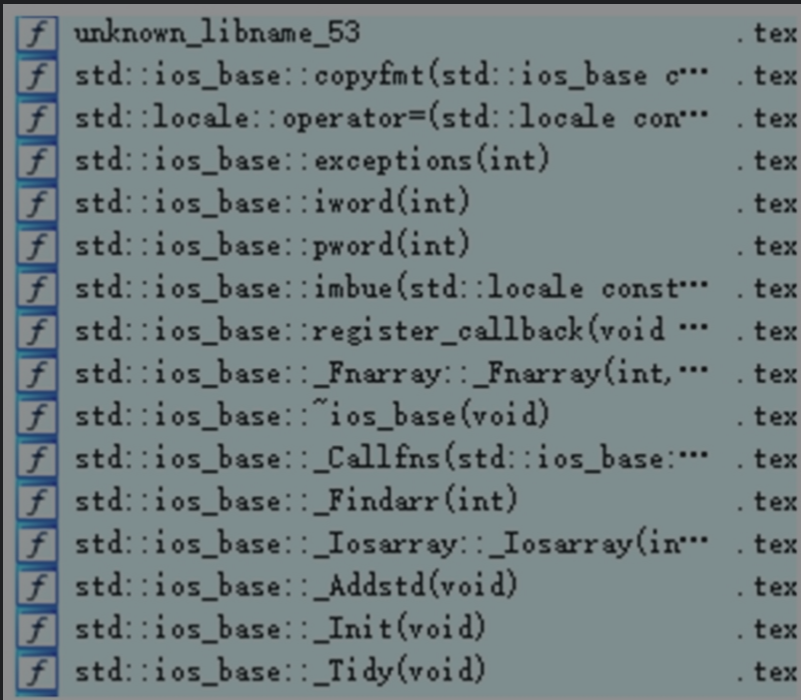 unknown_libname_53 .tex
std::ios_base::copyfmt(std::ios_base c… .tex
std::locale::operator=(std::locale con… .tex
std::ios_base::exceptions(int) .tex
std::ios_base::iword(int) .tex
std::ios_base::pword(int) .tex
std::ios_base::imbue(std::locale const… .tex
std::ios_base::register_callback(void … .tex
std::ios_base::_Fnarray::_Fnarray(int,… .tex
std::ios_base::~ios_base(void) .tex
std::ios_base::_Callfns(std::ios_base:… .tex
std::ios_base::_Findarr(int) .tex
std::ios_base::_Iosarray::_Iosarray(in… .tex
std::ios_base::_Addstd(void) .tex
std::ios_base::_Init(void) .tex
std::ios_base::_Tidy(void) .tex